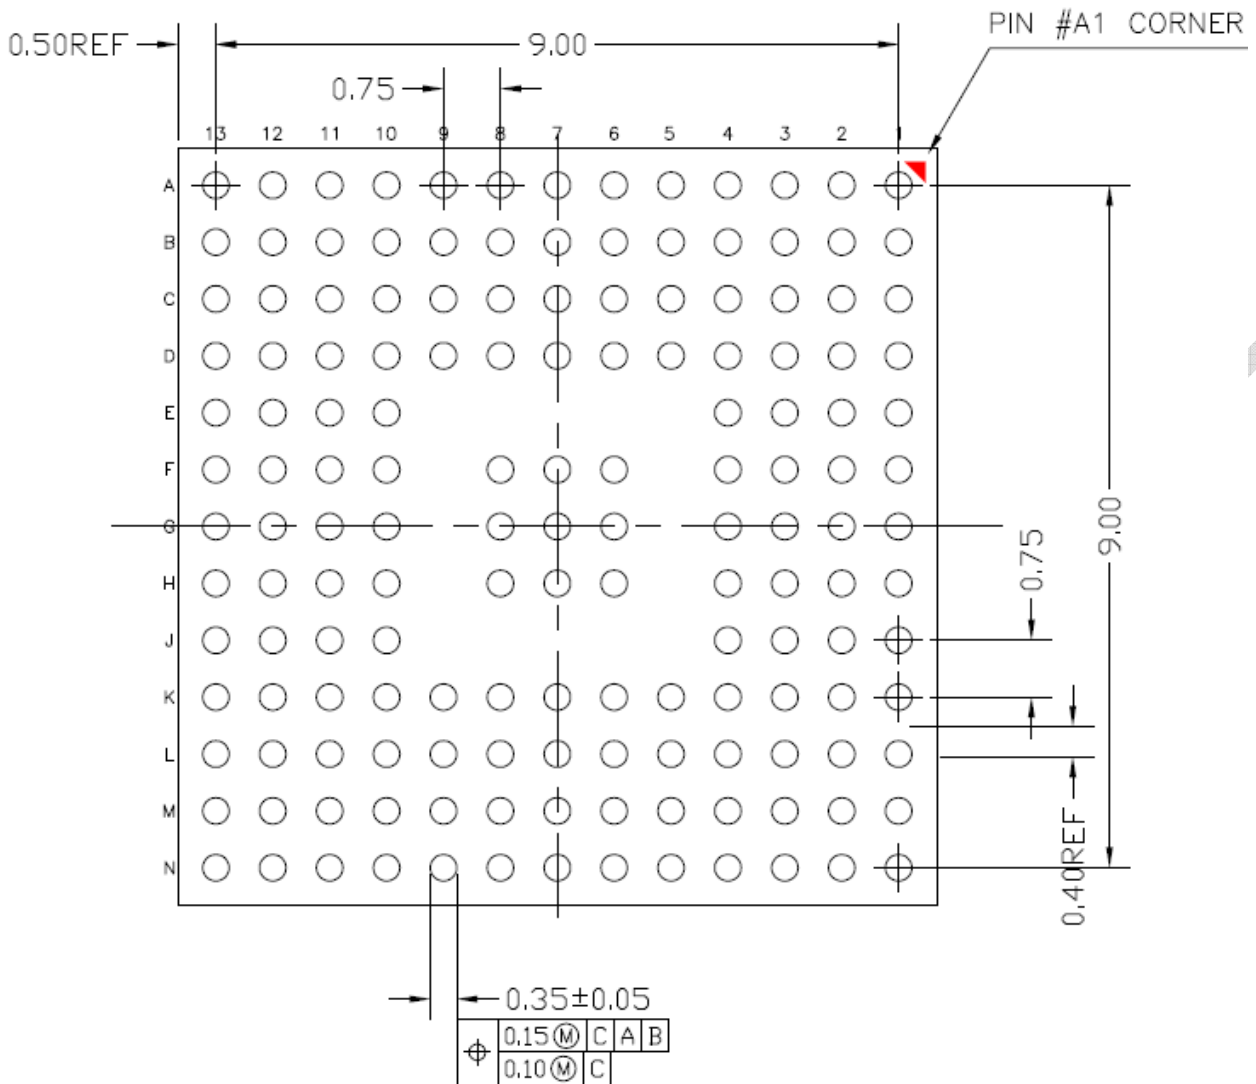 PIN #A1 CORNER
0.50REF
9.00
0.75
13 12 11 10 9 8 7 6 5 4 3 2 1
A
B
C
D
E
F
G
H
J
K
L
M
N
9.00
0.75
0.40REF
0.35±0.05
0.15 Ⓜ C A B
0.10 Ⓜ C